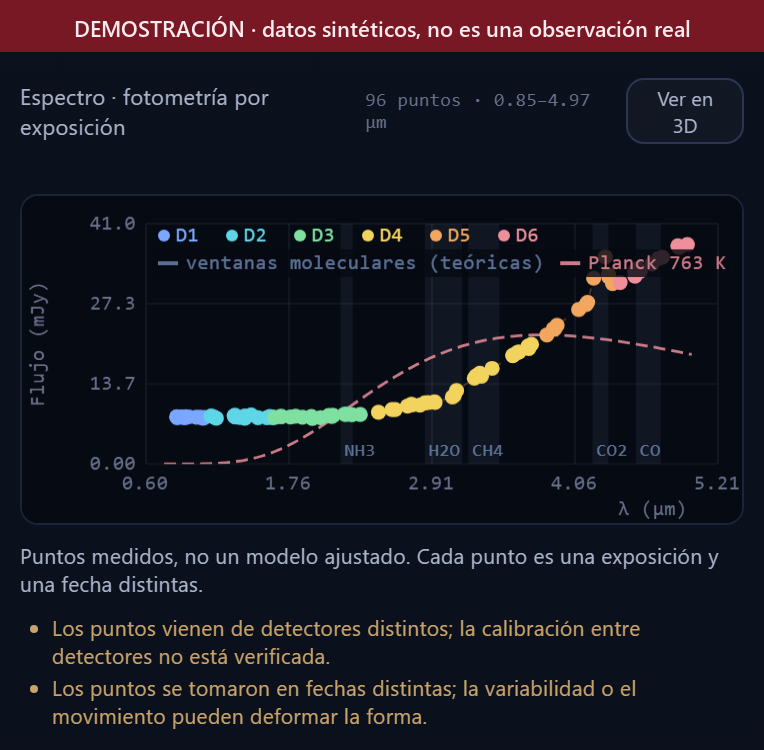 DEMOSTRACIÓN · datos sintéticos, no es una observación real
Espectro · fotometría por
exposición
96 puntos · 0.85–4.97
μm
Ver en
3D
41.0
D1
D2
D3
D4
D5
D6
ventanas moleculares (teóricas)
Planck 763 K
27.3
13.7
0.00
Flujo (mJy)
NH3
H2O
CH4
CO2
CO
0.60
1.76
2.91
4.06
5.21
λ (μm)
Puntos medidos, no un modelo ajustado. Cada punto es una exposición y
una fecha distintas.
Los puntos vienen de detectores distintos; la calibración entre
detectores no está verificada.
Los puntos se tomaron en fechas distintas; la variabilidad o el
movimiento pueden deformar la forma.